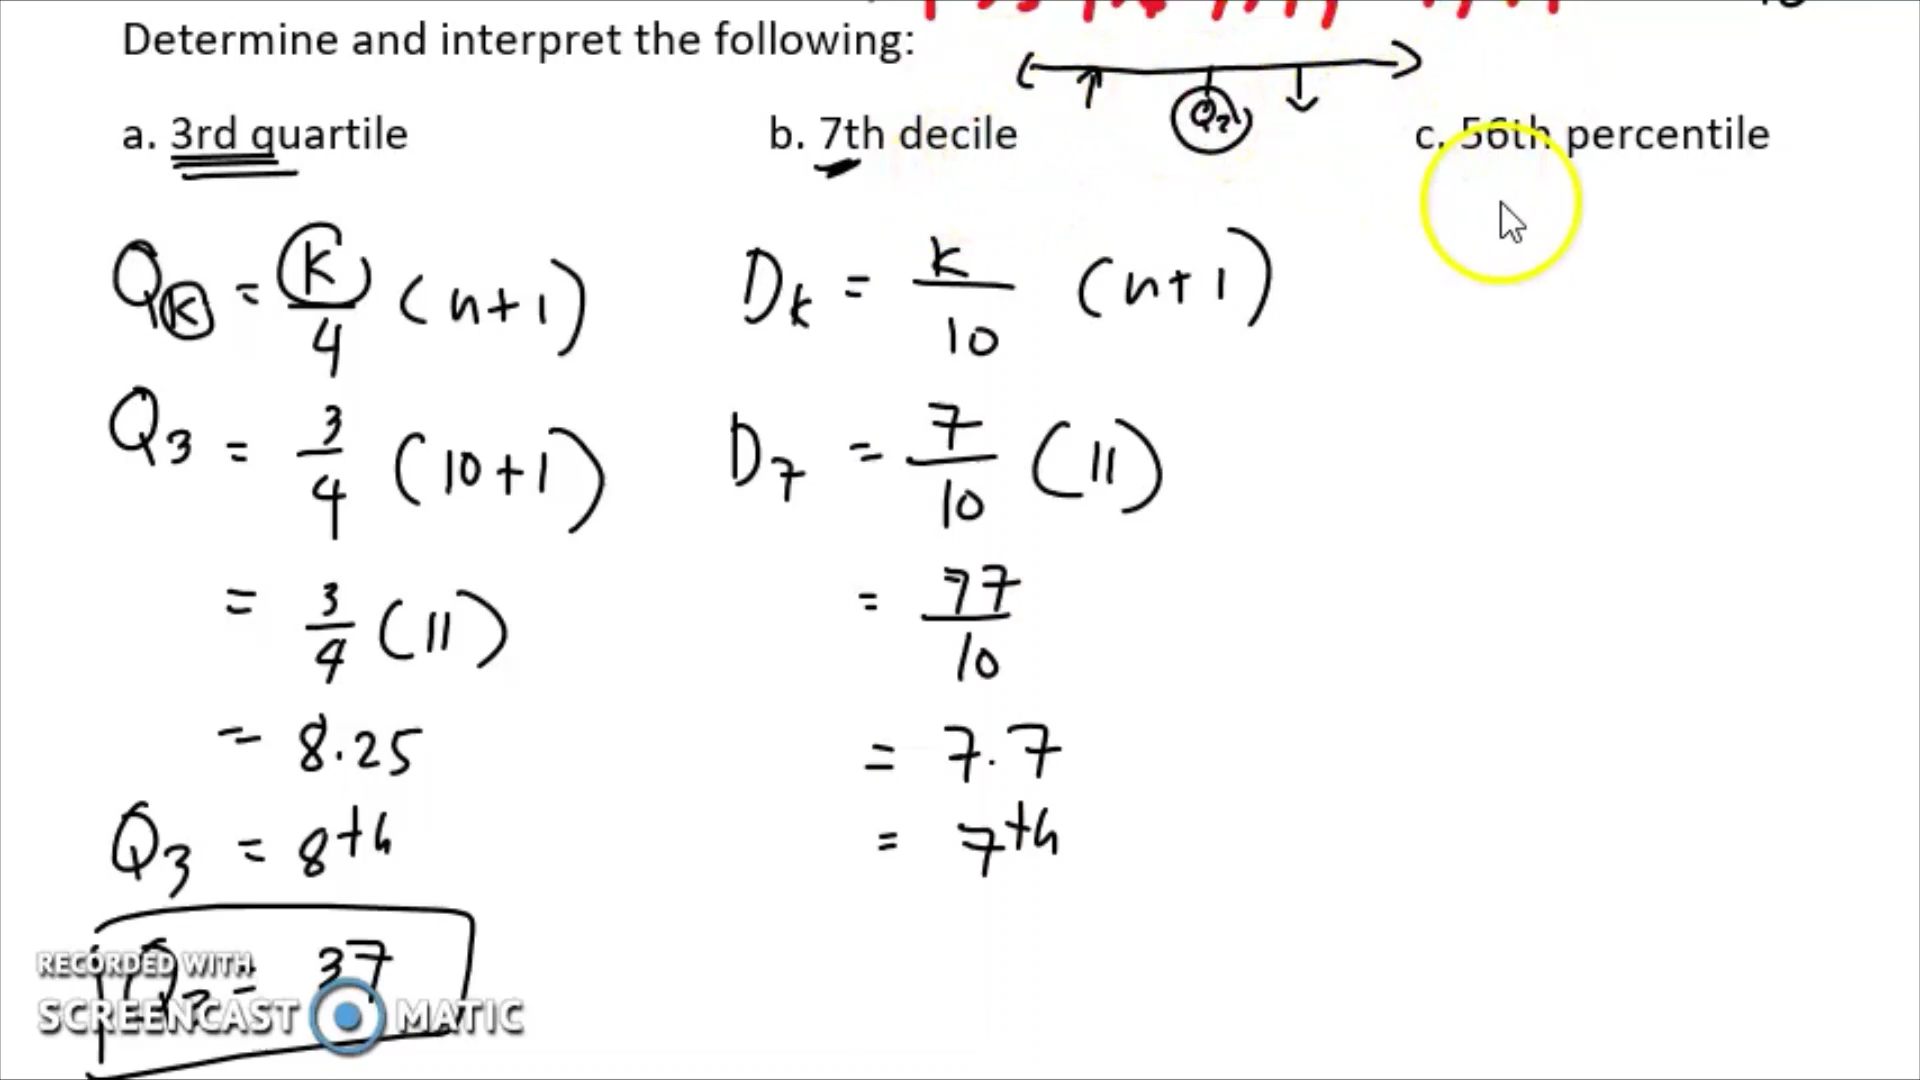 Determine and interpret the following:
a. 3rd quartile
b. 7th decile
Q2
c. 56th percentile
Qk = k/4 (n+1)
Q3 = 3/4 (10+1)
= 3/4 (11)
= 8.25
Q3 = 8th
Q3 = 37
Dk = k/10 (n+1)
D7 = 7/10 (11)
= 77/10
= 7.7
= 7th
RECORDED WITH
SCREENCAST MATIC